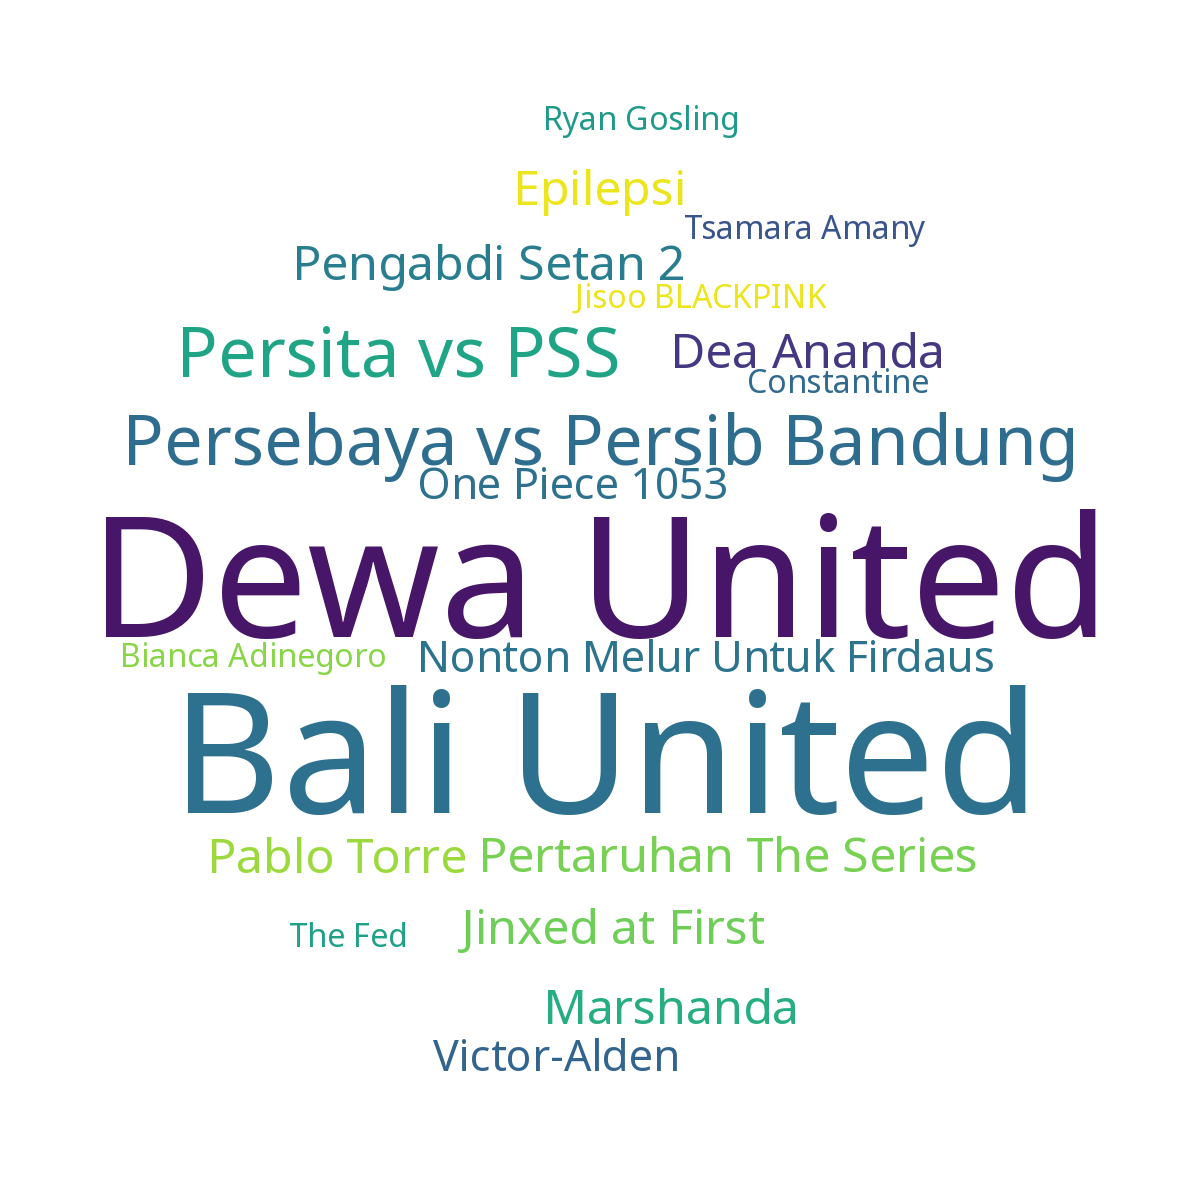 Ryan Gosling
Epilepsi
Tsamara Amany
Pengabdi Setan 2
Jisoo BLACKPINK
Persita vs PSS
Dea Ananda
Constantine
Persebaya vs Persib Bandung
One Piece 1053
Dewa United
Bianca Adinegoro
Nonton Melur Untuk Firdaus
Bali United
Pablo Torre
Pertaruhan The Series
The Fed
Jinxed at First
Marshanda
Victor-Alden